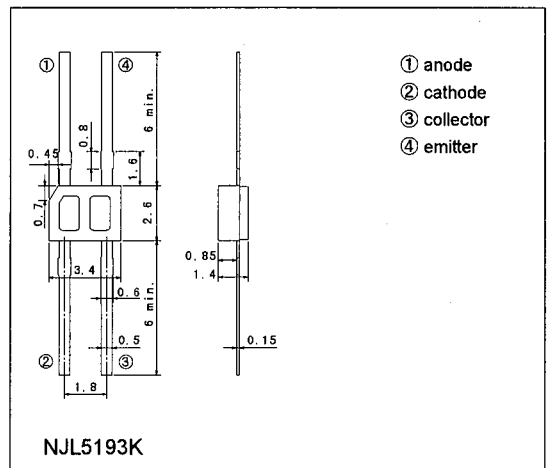 ① ④
① anode
② cathode
③ collector
④ emitter
6 min.
0.8
0.45
1.6
0.7
2.6
0.85
3.4
1.4
0.6
6 min.
0.5
0.15
② ③
1.8
NJL5193K